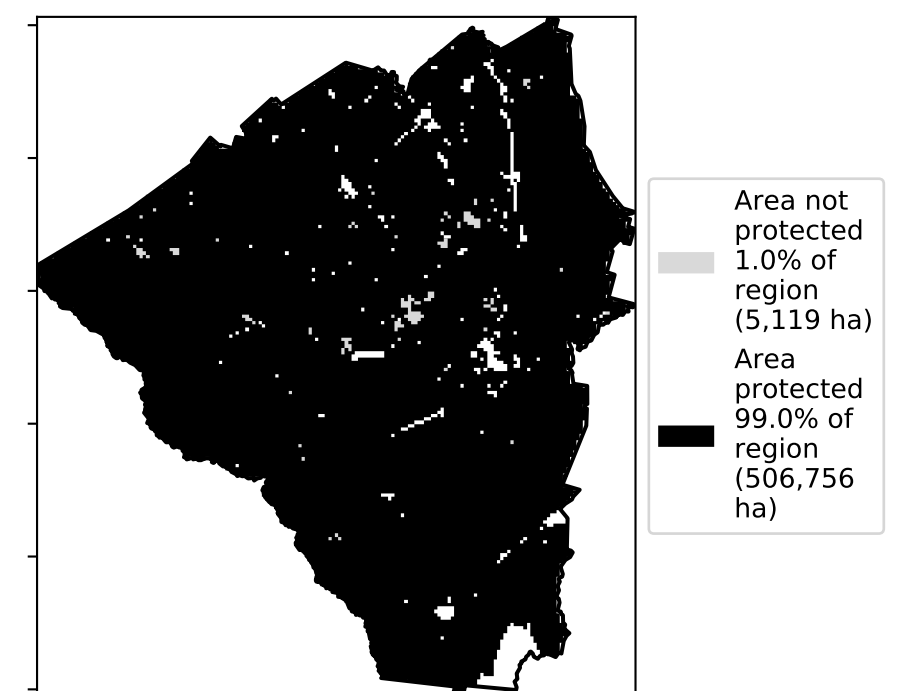 Area not
protected
1.0% of
region
(5,119 ha)
Area
protected
99.0% of
region
(506,756
ha)